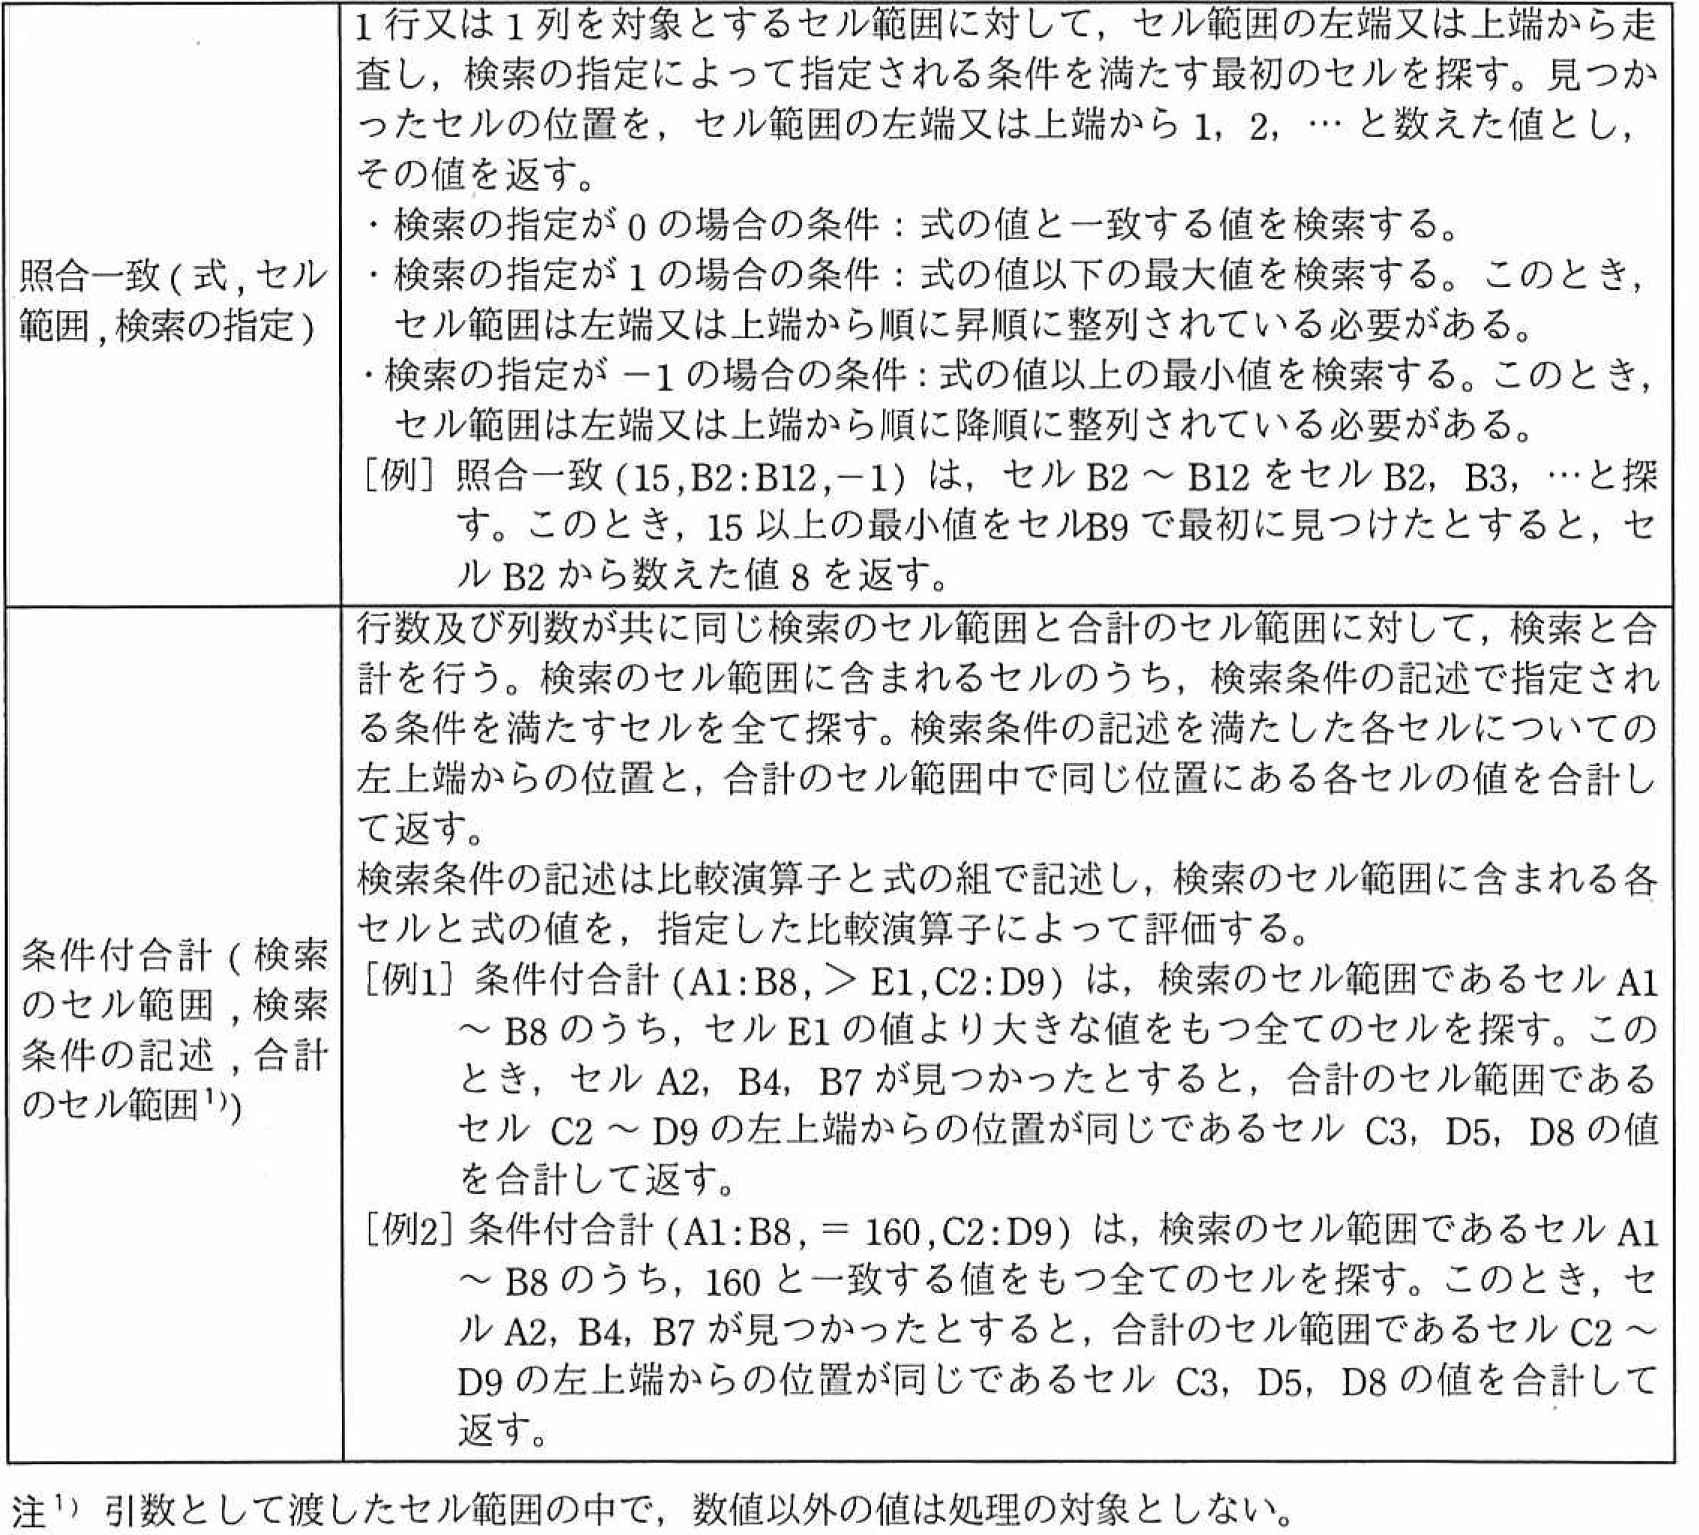 照合一致(式,セル
範囲,検索の指定)
1行又は1列を対象とするセル範囲に対して，セル範囲の左端又は上端から走
査し，検索の指定によって指定される条件を満たす最初のセルを探す。見つか
ったセルの位置を，セル範囲の左端又は上端から1，2，…と数えた値とし，
その値を返す。
・検索の指定が0の場合の条件：式の値と一致する値を検索する。
・検索の指定が1の場合の条件：式の値以下の最大値を検索する。このとき，
セル範囲は左端又は上端から順に昇順に整列されている必要がある。
・検索の指定が−1の場合の条件：式の値以上の最小値を検索する。このとき，
セル範囲は左端又は上端から順に降順に整列されている必要がある。
［例］照合一致(15,B2:B12,−1)は，セルB2～B12をセルB2，B3，…と探
す。このとき，15以上の最小値をセルB9で最初に見つけたとすると，セ
ルB2から数えた値8を返す。
条件付合計(検索
のセル範囲,検索
条件の記述,合計
のセル範囲¹⁾)
行数及び列数が共に同じ検索のセル範囲と合計のセル範囲に対して，検索と合
計を行う。検索のセル範囲に含まれるセルのうち，検索条件の記述で指定され
る条件を満たすセルを全て探す。検索条件の記述を満たした各セルについての
左上端からの位置と，合計のセル範囲中で同じ位置にある各セルの値を合計し
て返す。
検索条件の記述は比較演算子と式の組で記述し，検索のセル範囲に含まれる各
セルと式の値を，指定した比較演算子によって評価する。
［例1］条件付合計(A1:B8,＞E1,C2:D9)は，検索のセル範囲であるセルA1
～B8のうち，セルE1の値より大きな値をもつ全てのセルを探す。この
とき，セルA2，B4，B7が見つかったとすると，合計のセル範囲である
セルC2～D9の左上端からの位置が同じであるセルC3，D5，D8の値
を合計して返す。
［例2］条件付合計(A1:B8,＝160,C2:D9)は，検索のセル範囲であるセルA1
～B8のうち，160と一致する値をもつ全てのセルを探す。このとき，セ
ルA2，B4，B7が見つかったとすると，合計のセル範囲であるセルC2～
D9の左上端からの位置が同じであるセルC3，D5，D8の値を合計して
返す。
注¹⁾ 引数として渡したセル範囲の中で，数値以外の値は処理の対象としない。